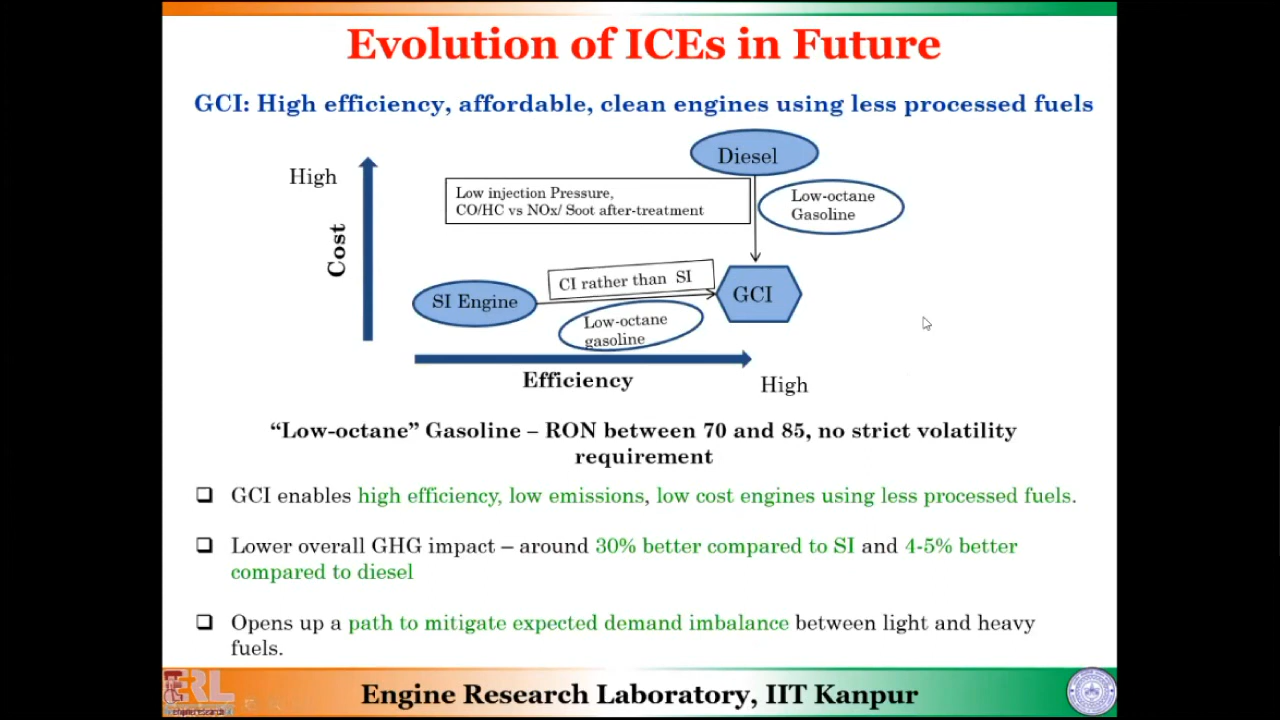 Evolution of ICEs in Future
GCI: High efficiency, affordable, clean engines using less processed fuels
Diesel
High
Low injection Pressure,
CO/HC vs NOx/ Soot after-treatment
Low-octane
Gasoline
Cost
CI rather than SI
SI Engine
GCI
Low-octane
gasoline
Efficiency
High
“Low-octane” Gasoline – RON between 70 and 85, no strict volatility
requirement
GCI enables high efficiency, low emissions, low cost engines using less processed fuels.
Lower overall GHG impact – around 30% better compared to SI and 4-5% better
compared to diesel
Opens up a path to mitigate expected demand imbalance between light and heavy
fuels.
ERL
Engine Research Laboratory, IIT Kanpur